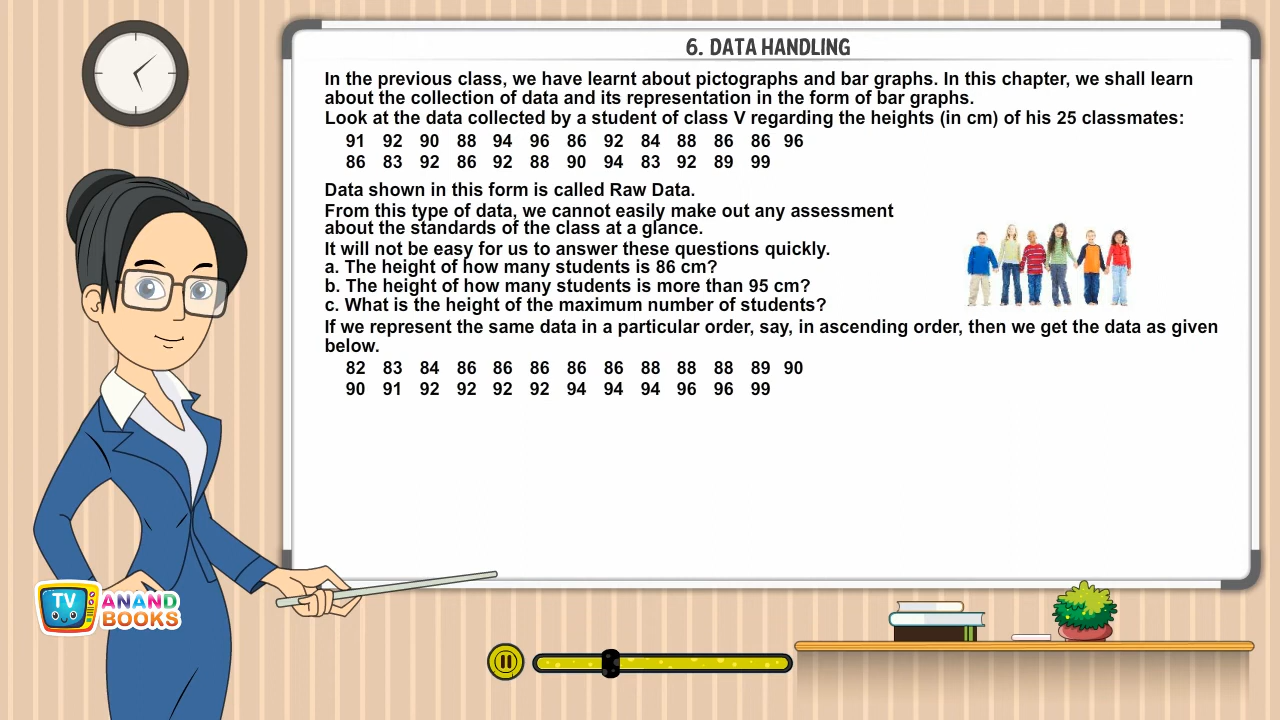 6. DATA HANDLING
In the previous class, we have learnt about pictographs and bar graphs. In this chapter, we shall learn
about the collection of data and its representation in the form of bar graphs.
Look at the data collected by a student of class V regarding the heights (in cm) of his 25 classmates:
91 92 90 88 94 96 86 92 84 88 86 86 96
86 83 92 86 92 88 90 94 83 92 89 99
Data shown in this form is called Raw Data.
From this type of data, we cannot easily make out any assessment
about the standards of the class at a glance.
It will not be easy for us to answer these questions quickly.
a. The height of how many students is 86 cm?
b. The height of how many students is more than 95 cm?
c. What is the height of the maximum number of students?
If we represent the same data in a particular order, say, in ascending order, then we get the data as given
below.
82 83 84 86 86 86 86 86 88 88 88 89 90
90 91 92 92 92 92 94 94 94 96 96 99
TV ANAND
BOOKS